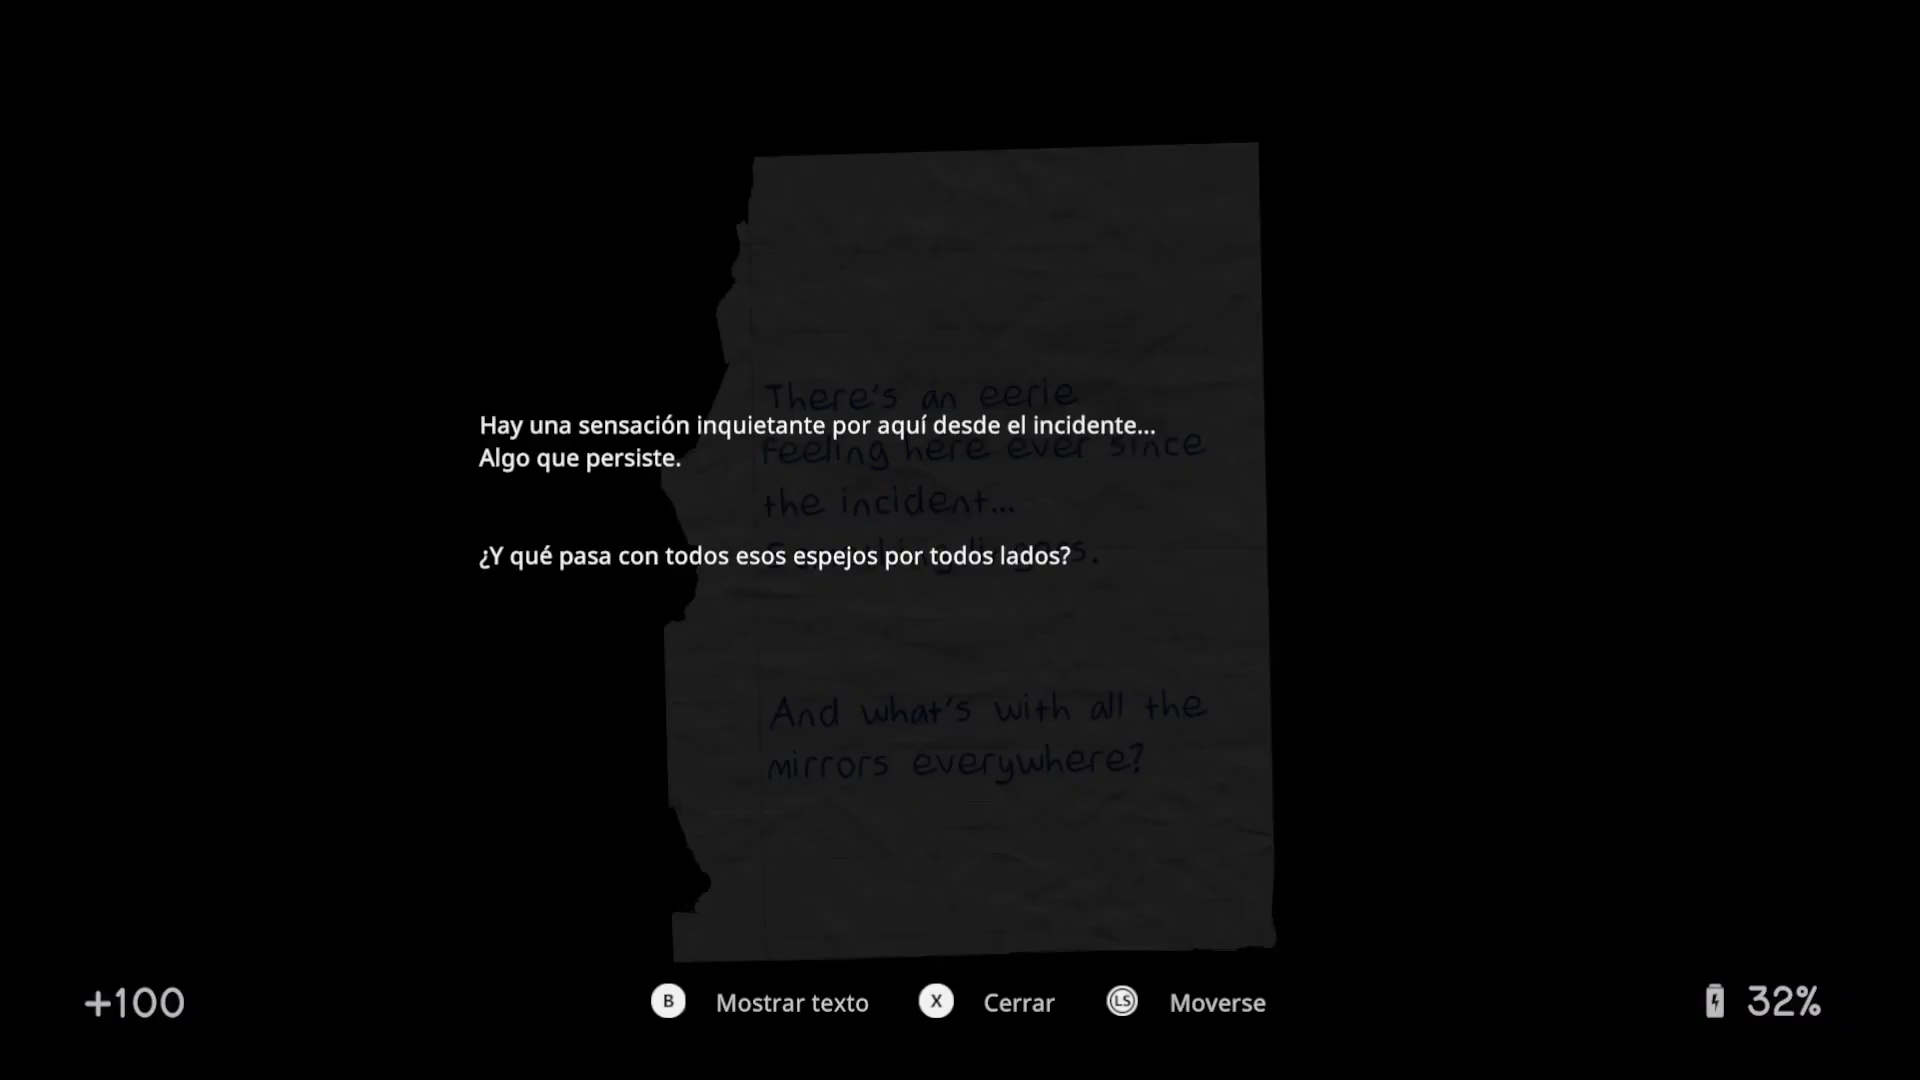 There's an eerie
Hay una sensación inquietante por aquí desde el incidente...
feeling here ever since
Algo que persiste.
the incident...
¿Y qué pasa con todos esos espejos por todos lados?
And what's with all the
mirrors everywhere?
+100
B Mostrar texto X Cerrar LS Moverse
32%